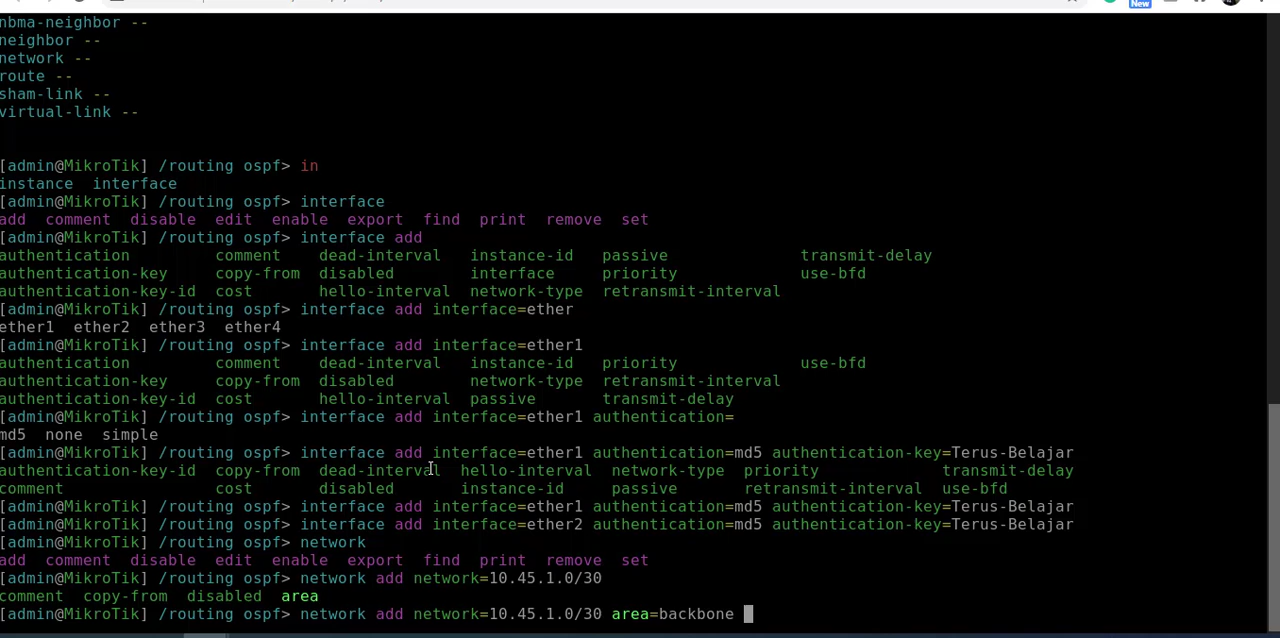 New
nbma-neighbor --
neighbor --
network --
route --
sham-link --
virtual-link --
[admin@MikroTik] /routing ospf> in
instance  interface
[admin@MikroTik] /routing ospf> interface
add  comment  disable  edit  enable  export  find  print  remove  set
[admin@MikroTik] /routing ospf> interface add
authentication         comment    dead-interval   instance-id   passive              transmit-delay
authentication-key     copy-from  disabled        interface     priority             use-bfd
authentication-key-id  cost       hello-interval  network-type  retransmit-interval
[admin@MikroTik] /routing ospf> interface add interface=ether
ether1  ether2  ether3  ether4
[admin@MikroTik] /routing ospf> interface add interface=ether1
authentication         comment    dead-interval   instance-id   priority             use-bfd
authentication-key     copy-from  disabled        network-type  retransmit-interval
authentication-key-id  cost       hello-interval  passive       transmit-delay
[admin@MikroTik] /routing ospf> interface add interface=ether1 authentication=
md5  none  simple
[admin@MikroTik] /routing ospf> interface add interface=ether1 authentication=md5 authentication-key=Terus-Belajar
authentication-key-id  copy-from  dead-interval  hello-interval  network-type  priority             transmit-delay
comment                cost       disabled       instance-id     passive       retransmit-interval  use-bfd
[admin@MikroTik] /routing ospf> interface add interface=ether1 authentication=md5 authentication-key=Terus-Belajar
[admin@MikroTik] /routing ospf> interface add interface=ether2 authentication=md5 authentication-key=Terus-Belajar
[admin@MikroTik] /routing ospf> network
add  comment  disable  edit  enable  export  find  print  remove  set
[admin@MikroTik] /routing ospf> network add network=10.45.1.0/30
comment  copy-from  disabled  area
[admin@MikroTik] /routing ospf> network add network=10.45.1.0/30 area=backbone